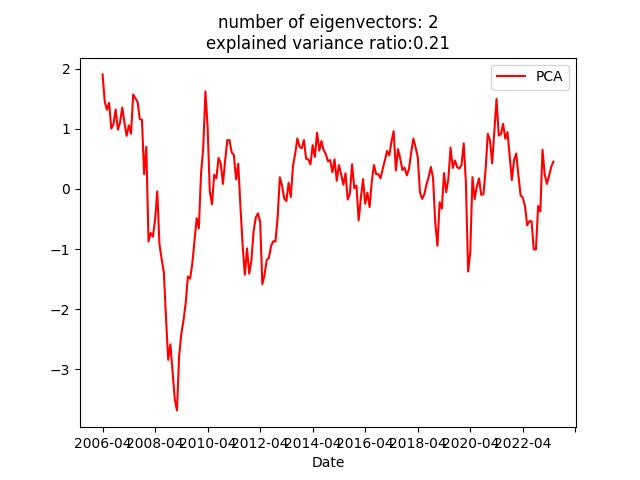 number of eigenvectors: 2
explained variance ratio:0.21
PCA
2
1
0
−1
−2
−3
2006-04 2008-04 2010-04 2012-04 2014-04 2016-04 2018-04 2020-04 2022-04
Date